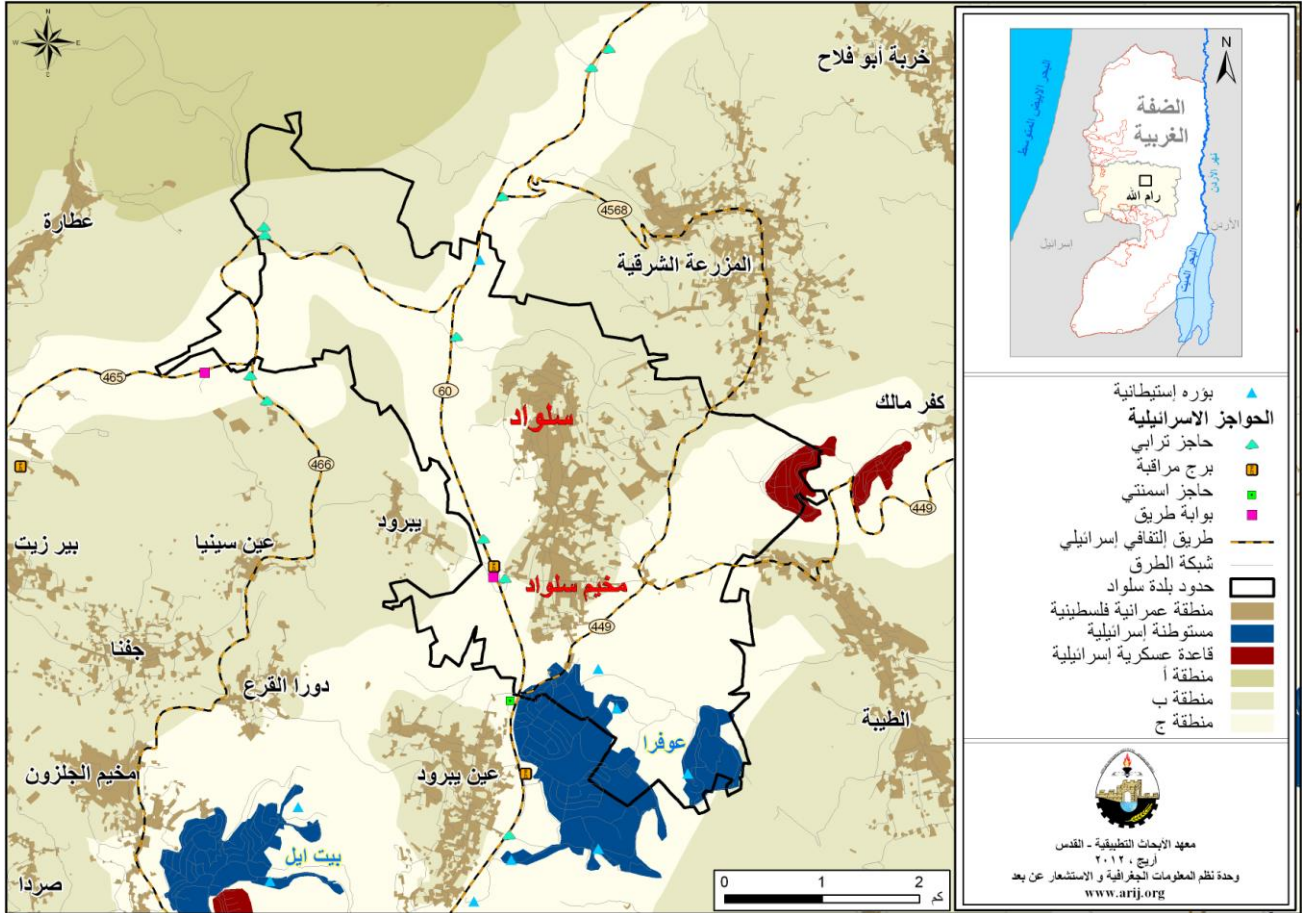 خربة أبو فلاح
عطارة
4568
المزرعة الشرقية
465
60
سلواد
كفر مالك
466
449
يبرود
بير زيت
عين سينيا
مخيم سلواد
449
جفنا
دورا القرع
الطيبة
عوفرا
مخيم الجلزون
عين يبرود
بيت ايل
صردا
0 1 2
كم
N
البحر الابيض المتوسط
الضفة
الغربية
نهر الأردن
رام الله
الأردن
إسرائيل
البحر الميت
بؤره إستيطانية
الحواجز الاسرائيلية
حاجز ترابي
برج مراقبة
حاجز اسمنتي
بوابة طريق
طريق التفافي إسرائيلي
شبكة الطرق
حدود بلدة سلواد
منطقة عمرانية فلسطينية
مستوطنة إسرائيلية
قاعدة عسكرية إسرائيلية
منطقة أ
منطقة ب
منطقة ج
معهد الأبحاث التطبيقية - القدس
أريج ، ٢٠١٢
وحدة نظم المعلومات الجغرافية و الاستشعار عن بعد
www.arij.org